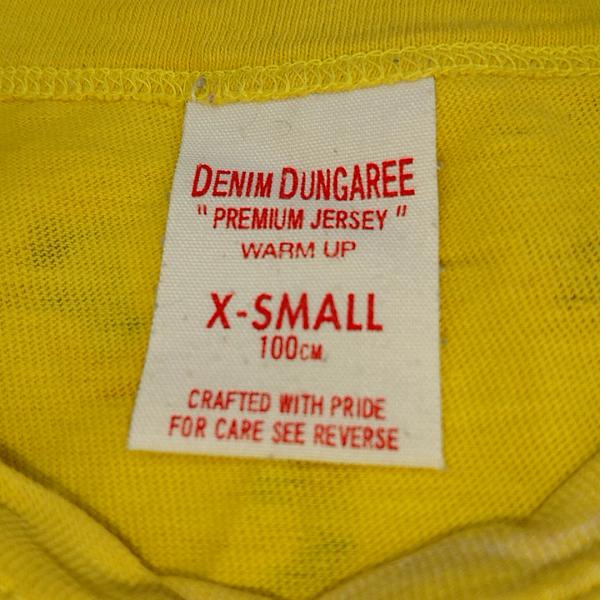 DENIM DUNGAREE
" PREMIUM JERSEY "
WARM UP
X-SMALL
100CM.
CRAFTED WITH PRIDE
FOR CARE SEE REVERSE